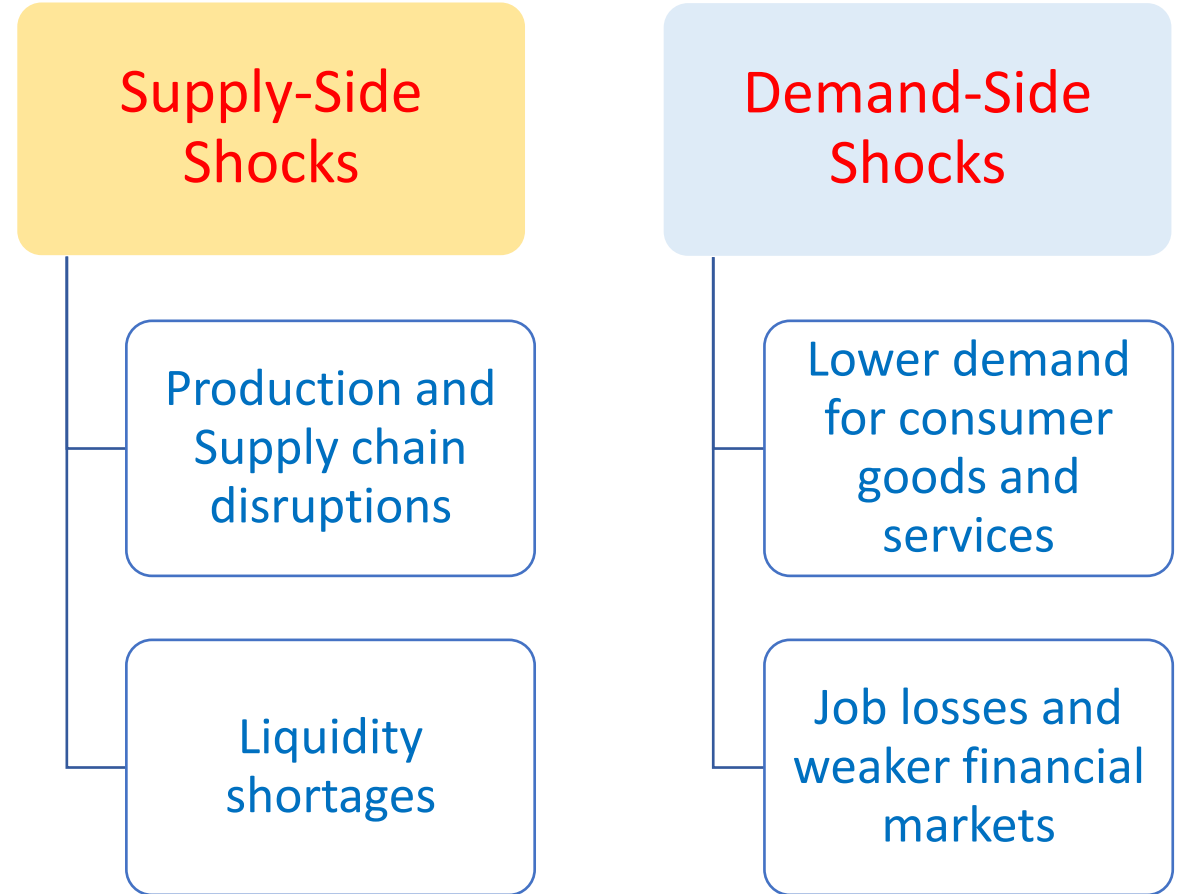 Supply-Side
Shocks
Production and
Supply chain
disruptions
Liquidity
shortages
Demand-Side
Shocks
Lower demand
for consumer
goods and
services
Job losses and
weaker financial
markets